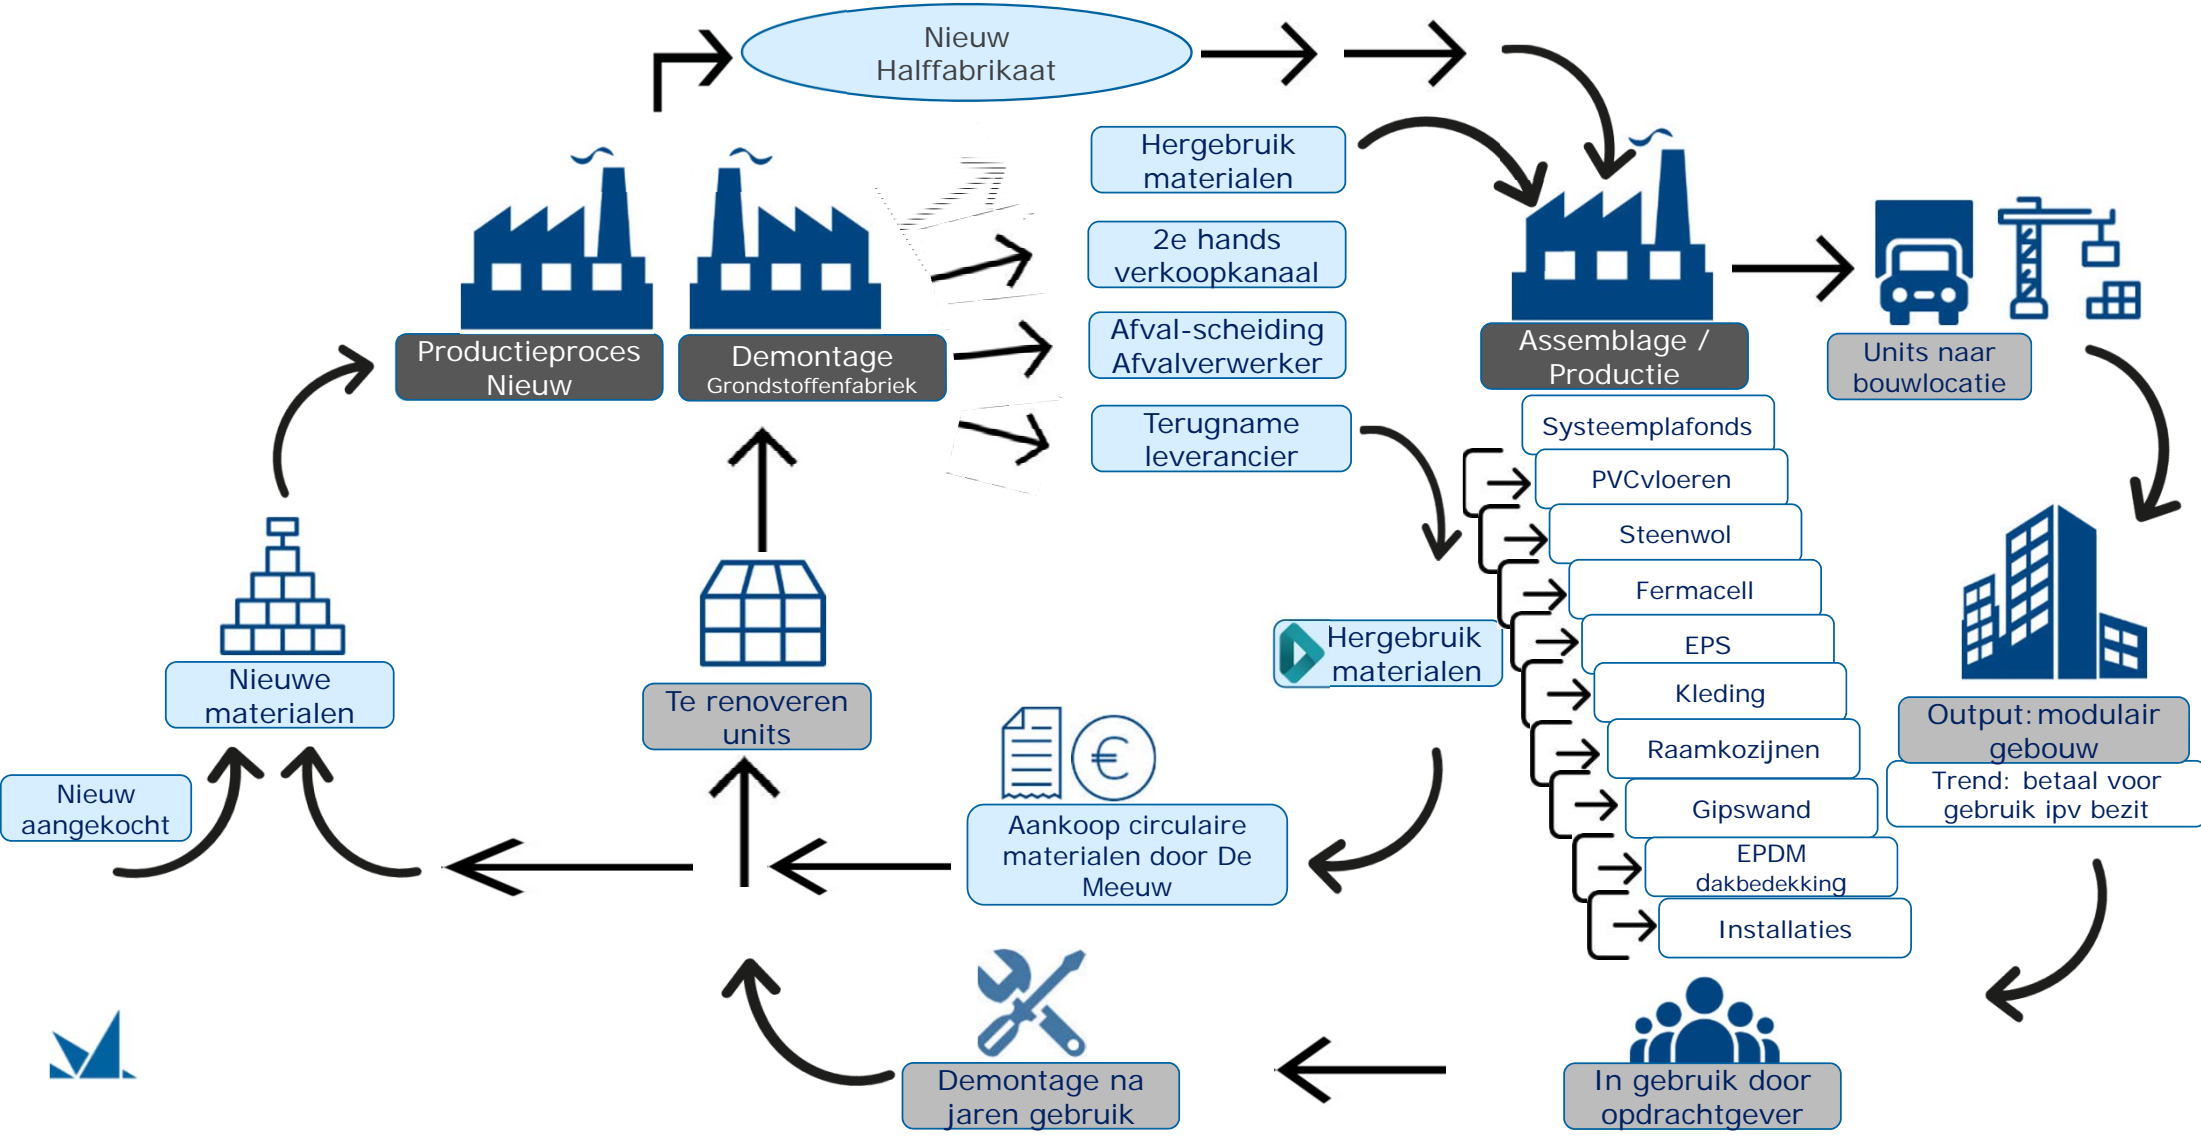 Nieuw
Halffabrikaat
Hergebruik
materialen
2e hands
verkoopkanaal
Afval-scheiding
Afvalverwerker
Terugname
leverancier
Productieproces
Nieuw
Demontage
Grondstoffenfabriek
Assemblage /
Productie
Units naar
bouwlocatie
Systeemplafonds
PVCvloeren
Steenwol
Fermacell
EPS
Kleding
Raamkozijnen
Gipswand
EPDM
dakbedekking
Installaties
Hergebruik
materialen
Nieuwe
materialen
Te renoveren
units
Output: modulair
gebouw
Trend: betaal voor
gebruik ipv bezit
Nieuw
aangekocht
Aankoop circulaire
materialen door De
Meeuw
Demontage na
jaren gebruik
In gebruik door
opdrachtgever